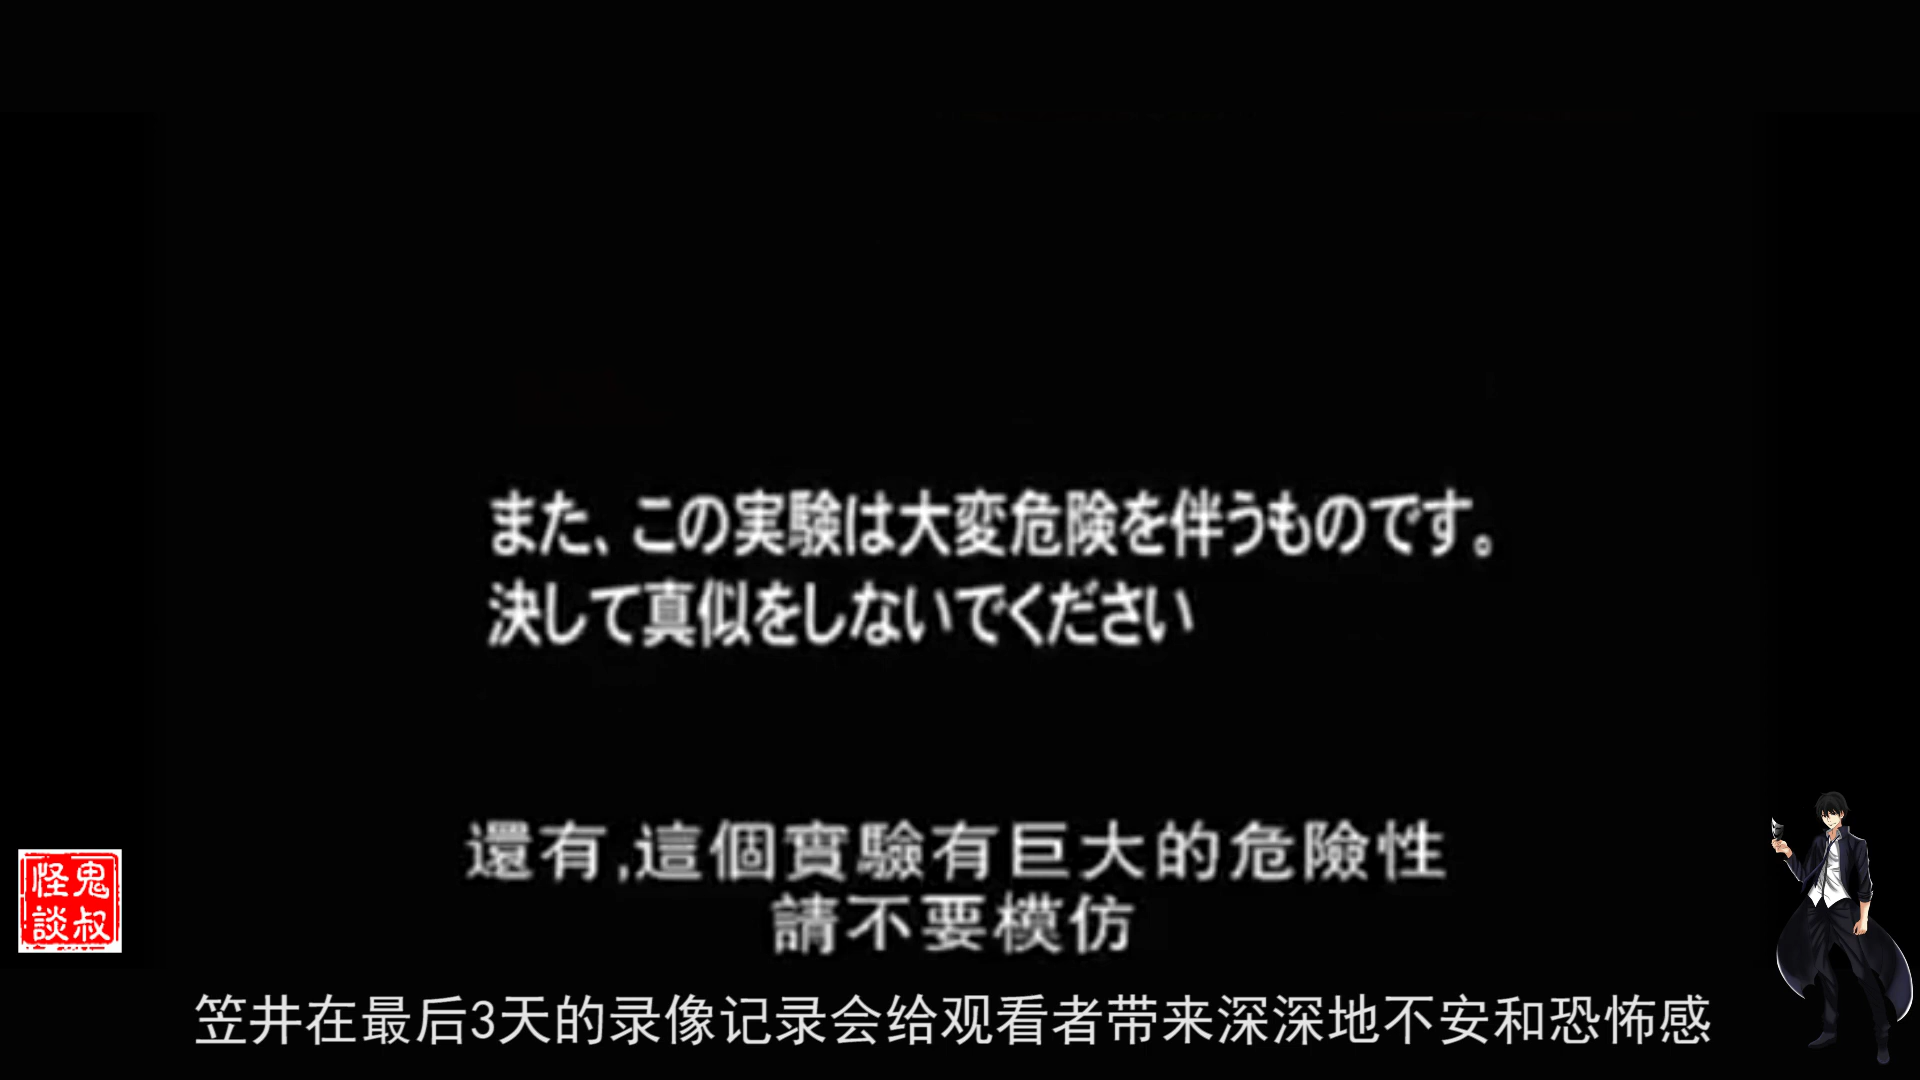 また、この実験は大変危険を伴うものです。
決して真似をしないでください
還有,這個實驗有巨大的危險性
請不要模仿
笠井在最后3天的录像记录会给观看者带来深深地不安和恐怖感
鬼叔
怪談